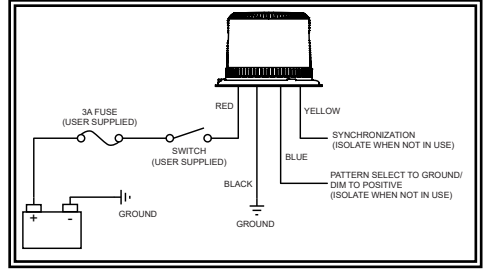 RED
YELLOW
3A FUSE
(USER SUPPLIED)
SWITCH
(USER SUPPLIED)
SYNCHRONIZATION
(ISOLATE WHEN NOT IN USE)
BLUE
BLACK
PATTERN SELECT TO GROUND/
DIM TO POSITIVE
(ISOLATE WHEN NOT IN USE)
GROUND
GROUND
+ -